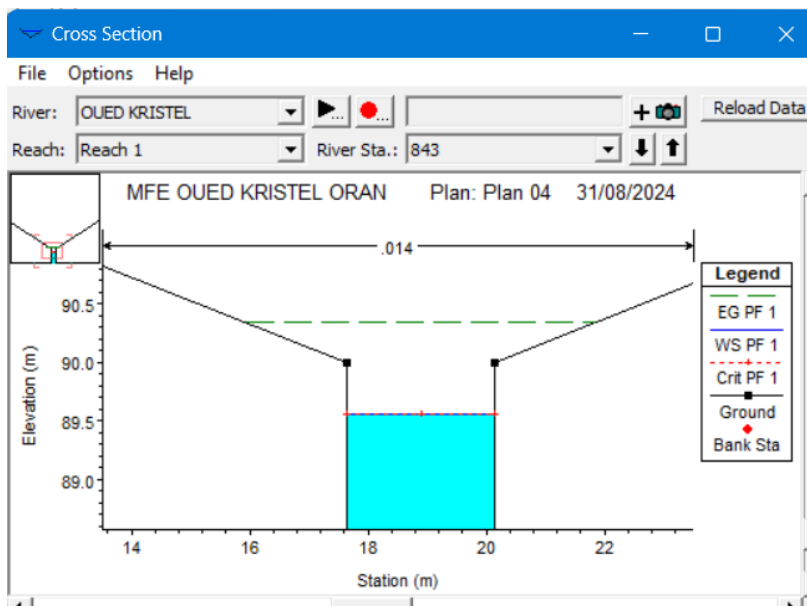 Cross Section
File Options Help
River: OUED KRISTEL ... ... + Reload Data
Reach: Reach 1 River Sta.: 843
MFE OUED KRISTEL ORAN Plan: Plan 04 31/08/2024
.014
Legend
EG PF 1
WS PF 1
Crit PF 1
Ground
Bank Sta
90.5
90.0
89.5
89.0
Elevation (m)
14 16 18 20 22
Station (m)